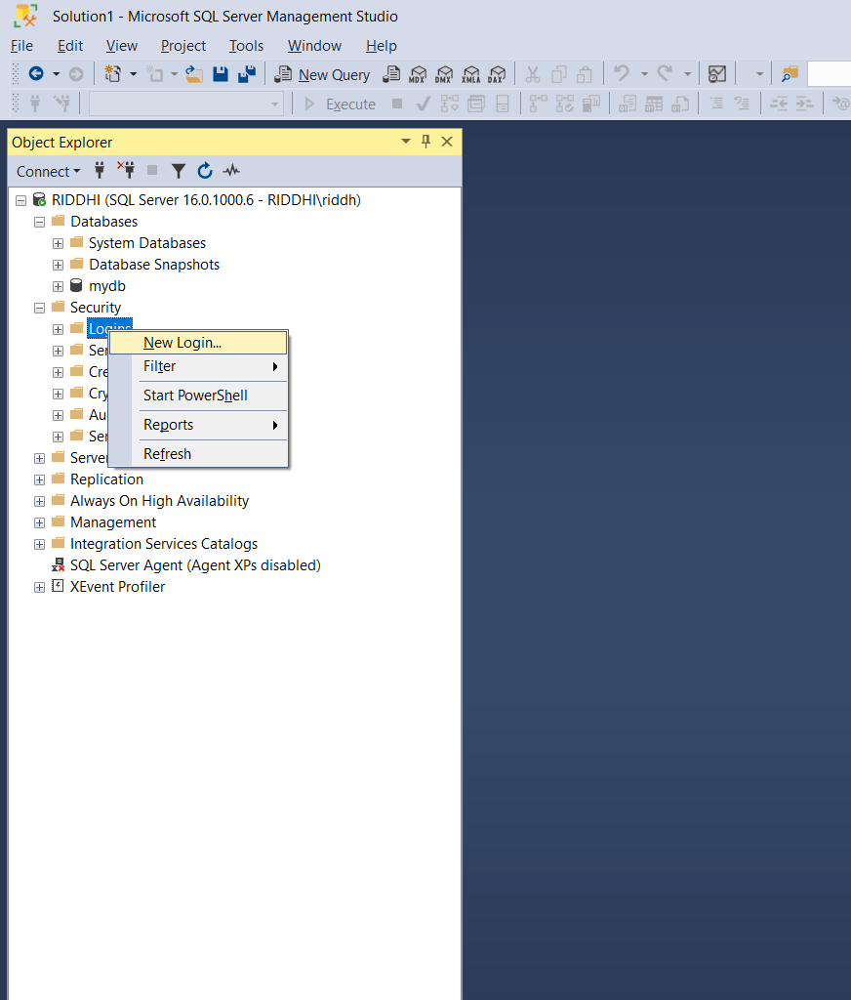 Solution1 - Microsoft SQL Server Management Studio
File Edit View Project Tools Window Help
New Query MDX DMX XMLA DAX
Execute
Object Explorer
Connect
RIDDHI (SQL Server 16.0.1000.6 - RIDDHI\riddh)
Databases
System Databases
Database Snapshots
mydb
Security
Logins
New Login...
Ser
Filter
Cre
Cry
Start PowerShell
Au
Reports
Ser
Server
Refresh
Replication
Always On High Availability
Management
Integration Services Catalogs
SQL Server Agent (Agent XPs disabled)
XEvent Profiler